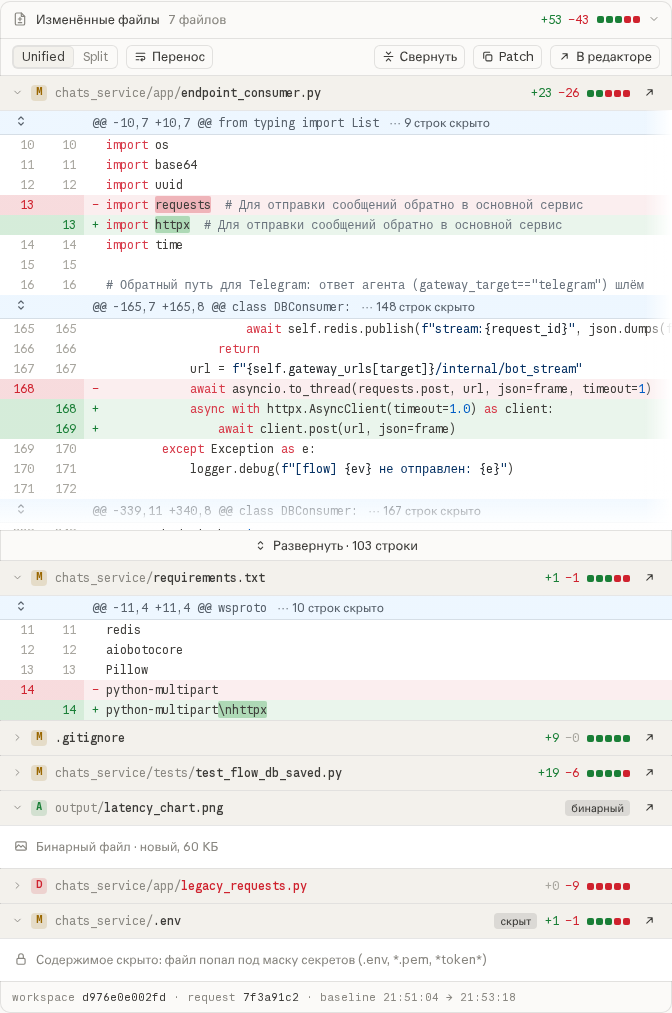 Изменённые файлы 7 файлов +53 −43
Unified Split Перенос Свернуть Patch В редакторе
M chats_service/app/endpoint_consumer.py +23 −26
@@ -10,7 +10,7 @@ from typing import List ··· 9 строк скрыто
10 10 import os
11 11 import base64
12 12 import uuid
13 − import requests # Для отправки сообщений обратно в основной сервис
13 + import httpx # Для отправки сообщений обратно в основной сервис
14 14 import time
15 15
16 16 # Обратный путь для Telegram: ответ агента (gateway_target=="telegram") шлём
@@ -165,7 +165,8 @@ class DBConsumer: ··· 148 строк скрыто
165 165 await self.redis.publish(f"stream:{request_id}", json.dumps(
166 166 return
167 167 url = f"{self.gateway_urls[target]}/internal/bot_stream"
168 − await asyncio.to_thread(requests.post, url, json=frame, timeout=1)
168 + async with httpx.AsyncClient(timeout=1.0) as client:
169 + await client.post(url, json=frame)
169 170 except Exception as e:
170 171 logger.debug(f"[flow] {ev} не отправлен: {e}")
171 172
@@ -339,11 +340,8 @@ class DBConsumer: ··· 167 строк скрыто
Развернуть · 103 строки
M chats_service/requirements.txt +1 −1
@@ -11,4 +11,4 @@ wsproto ··· 10 строк скрыто
11 11 redis
12 12 aiobotocore
13 13 Pillow
14 − python-multipart
14 + python-multipart\nhttpx
M .gitignore +9 −0
M chats_service/tests/test_flow_db_saved.py +19 −6
A output/latency_chart.png бинарный
Бинарный файл · новый, 60 КБ
D chats_service/app/legacy_requests.py +0 −9
M chats_service/.env скрыт +1 −1
Содержимое скрыто: файл попал под маску секретов (.env, *.pem, *token*)
workspace d976e0e002fd · request 7f3a91c2 · baseline 21:51:04 → 21:53:18